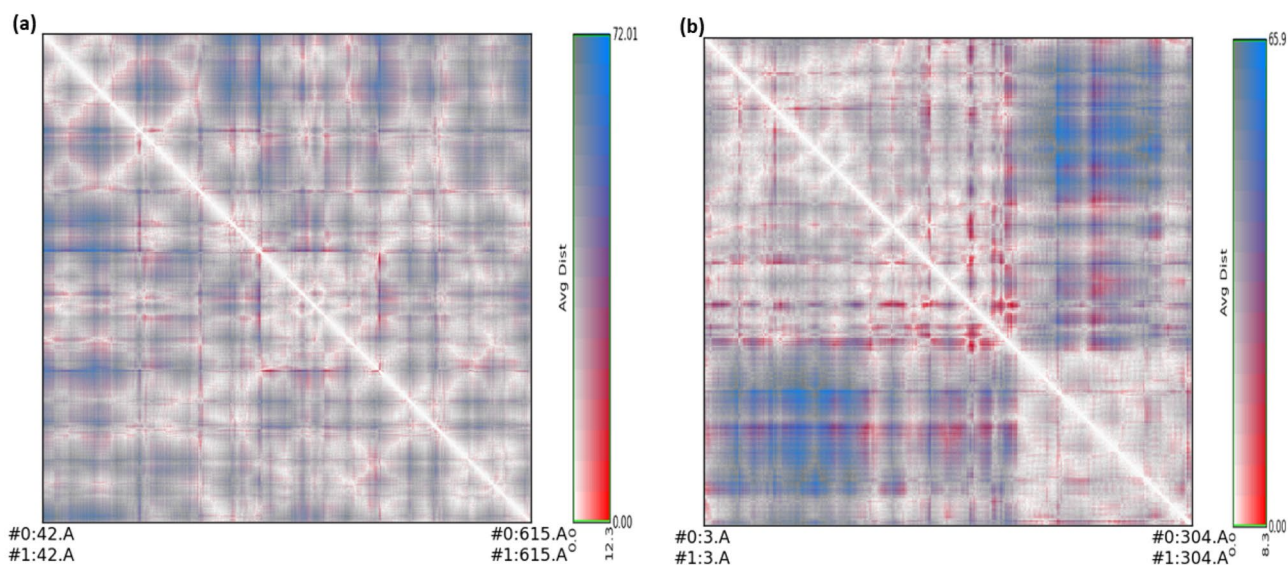 (a)
72.01
Avg Dist
0.00
0.0
12.3
#0:42.A
#1:42.A
#0:615.A
#1:615.A
(b)
65.9
Avg Dist
0.00
0.0
8.3
#0:3.A
#1:3.A
#0:304.A
#1:304.A